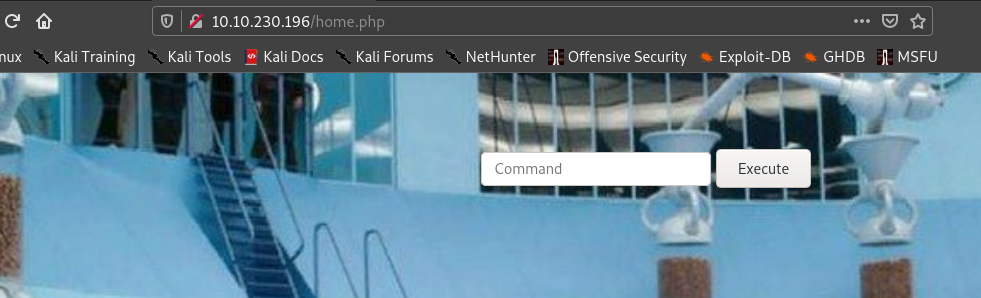 10.10.230.196/home.php
nux Kali Training Kali Tools Kali Docs Kali Forums NetHunter Offensive Security Exploit-DB GHDB MSFU
Command Execute